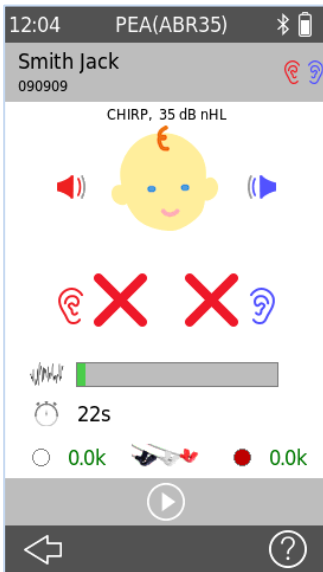 12:04 PEA(ABR35)
Smith Jack
090909
CHIRP, 35 dB nHL
22s
0.0k 0.0k
?